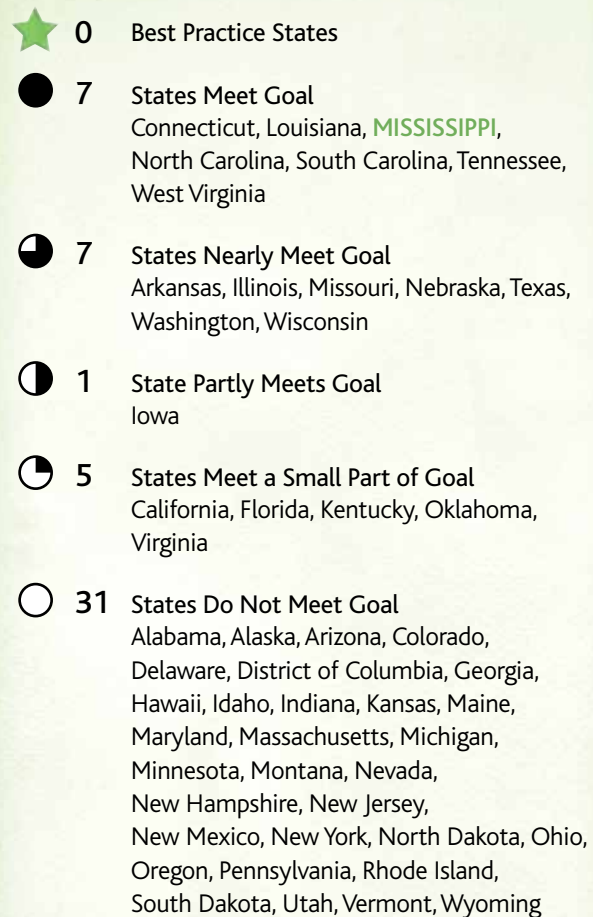 0 Best Practice States
7 States Meet Goal
Connecticut, Louisiana, MISSISSIPPI,
North Carolina, South Carolina, Tennessee,
West Virginia
7 States Nearly Meet Goal
Arkansas, Illinois, Missouri, Nebraska, Texas,
Washington, Wisconsin
1 State Partly Meets Goal
Iowa
5 States Meet a Small Part of Goal
California, Florida, Kentucky, Oklahoma,
Virginia
31 States Do Not Meet Goal
Alabama, Alaska, Arizona, Colorado,
Delaware, District of Columbia, Georgia,
Hawaii, Idaho, Indiana, Kansas, Maine,
Maryland, Massachusetts, Michigan,
Minnesota, Montana, Nevada,
New Hampshire, New Jersey,
New Mexico, New York, North Dakota, Ohio,
Oregon, Pennsylvania, Rhode Island,
South Dakota, Utah, Vermont, Wyoming